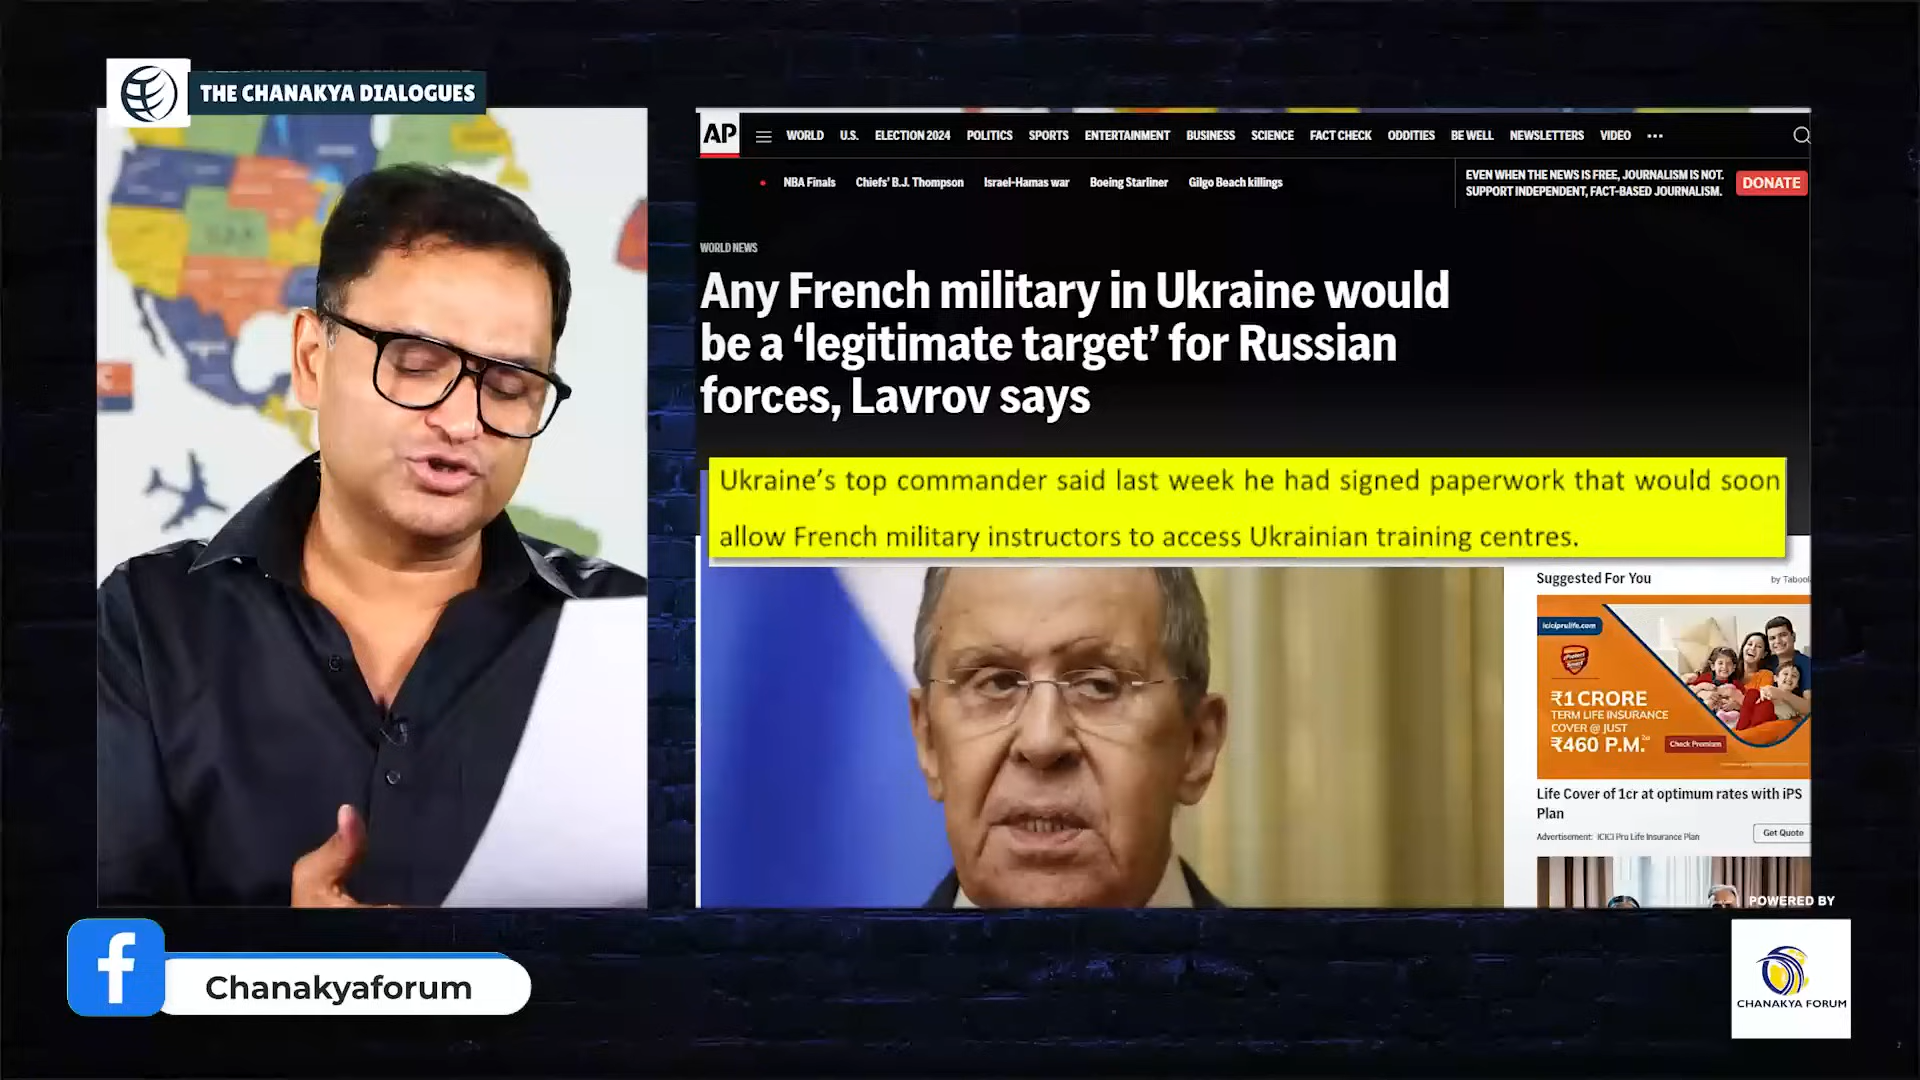 THE CHANAKYA DIALOGUES
AP
WORLD U.S. ELECTION 2024 POLITICS SPORTS ENTERTAINMENT BUSINESS SCIENCE FACT CHECK ODDITIES BE WELL NEWSLETTERS VIDEO ...
NBA Finals Chiefs' B.J. Thompson Israel-Hamas war Boeing Starliner Gilgo Beach killings
EVEN WHEN THE NEWS IS FREE, JOURNALISM IS NOT.
SUPPORT INDEPENDENT, FACT-BASED JOURNALISM.
DONATE
WORLD NEWS
Any French military in Ukraine would
be a ‘legitimate target’ for Russian
forces, Lavrov says
Ukraine’s top commander said last week he had signed paperwork that would soon
allow French military instructors to access Ukrainian training centres.
Suggested For You
by Tabool
iciciprulife.com
₹1 CRORE
TERM LIFE INSURANCE
COVER @ JUST
₹460 P.M.
Check Premium
Life Cover of 1cr at optimum rates with iPS
Plan
Advertisement: ICICI Pru Life Insurance Plan
Get Quote
POWERED BY
CHANAKYA FORUM
f
Chanakyaforum